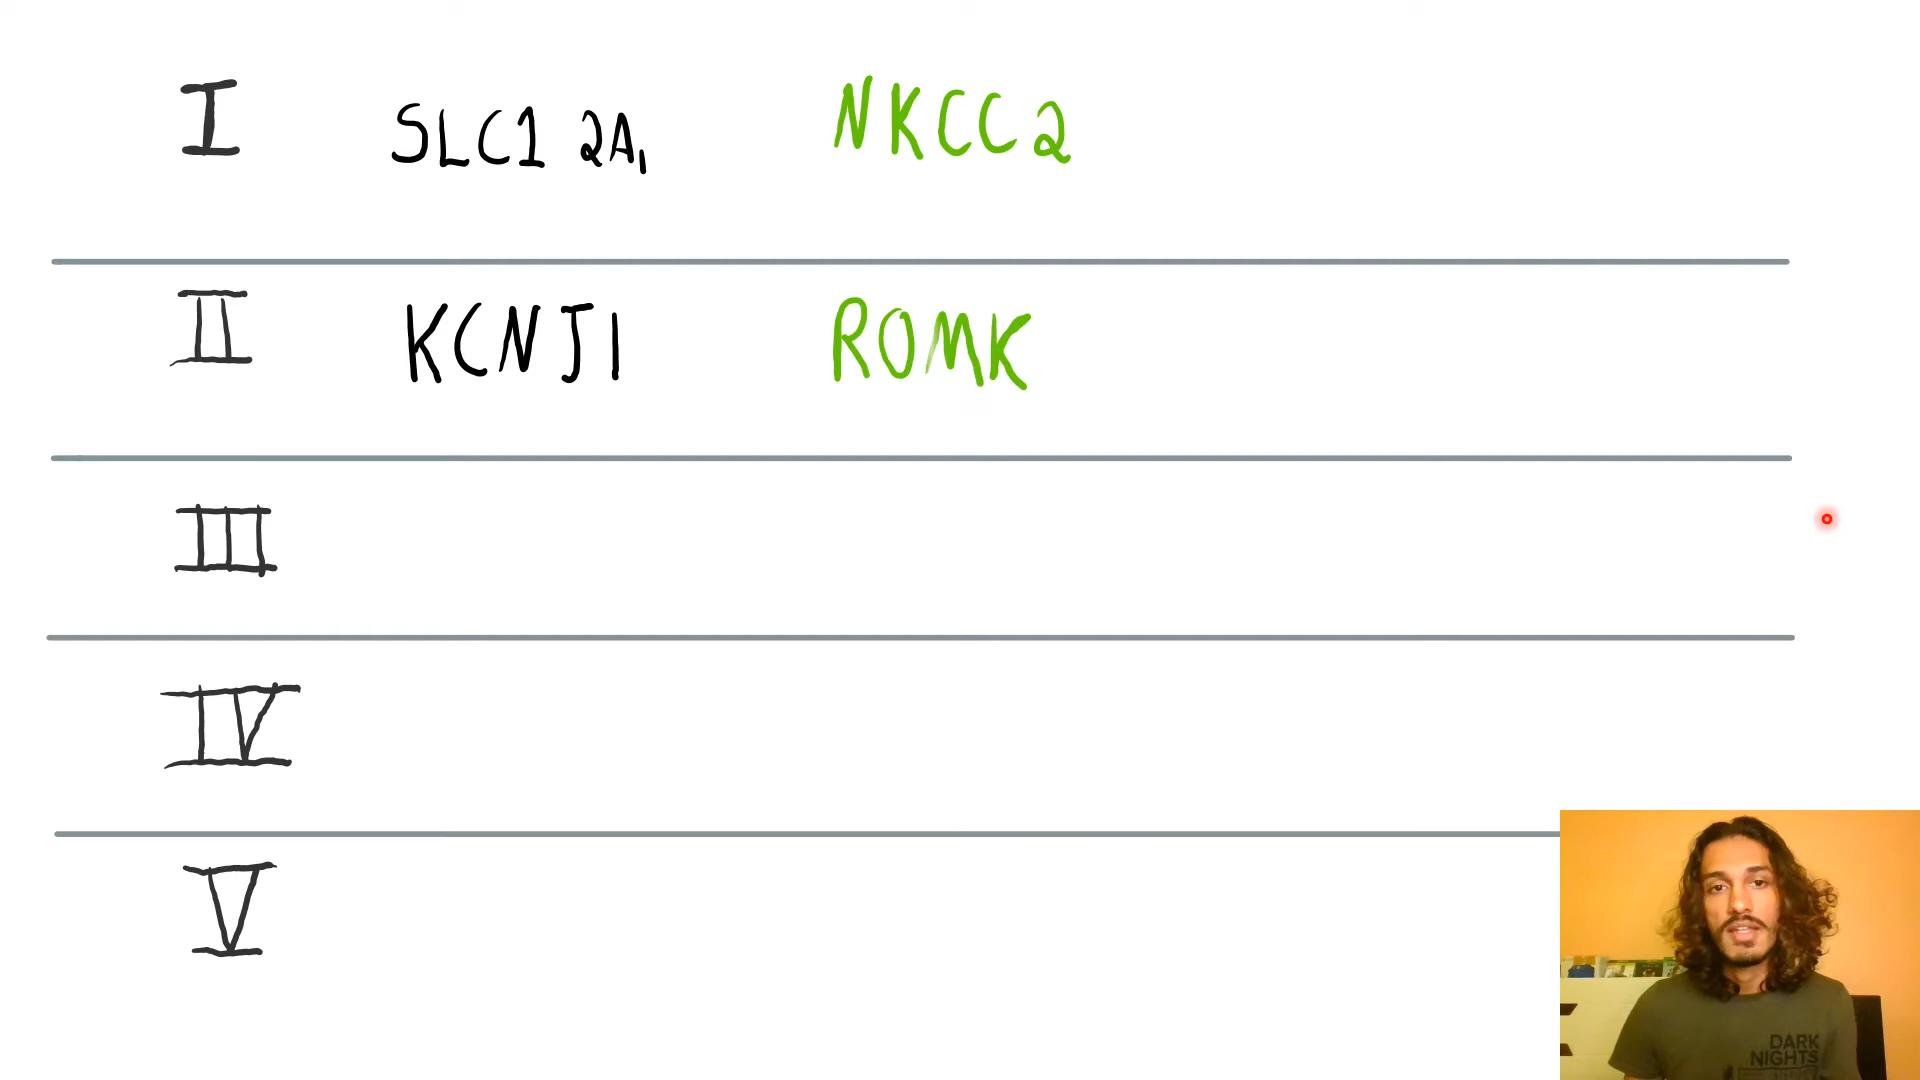 I SLC12A1 NKCC2
II KCNJ1 ROMK
III
IV
V
DARK
NIGHTS